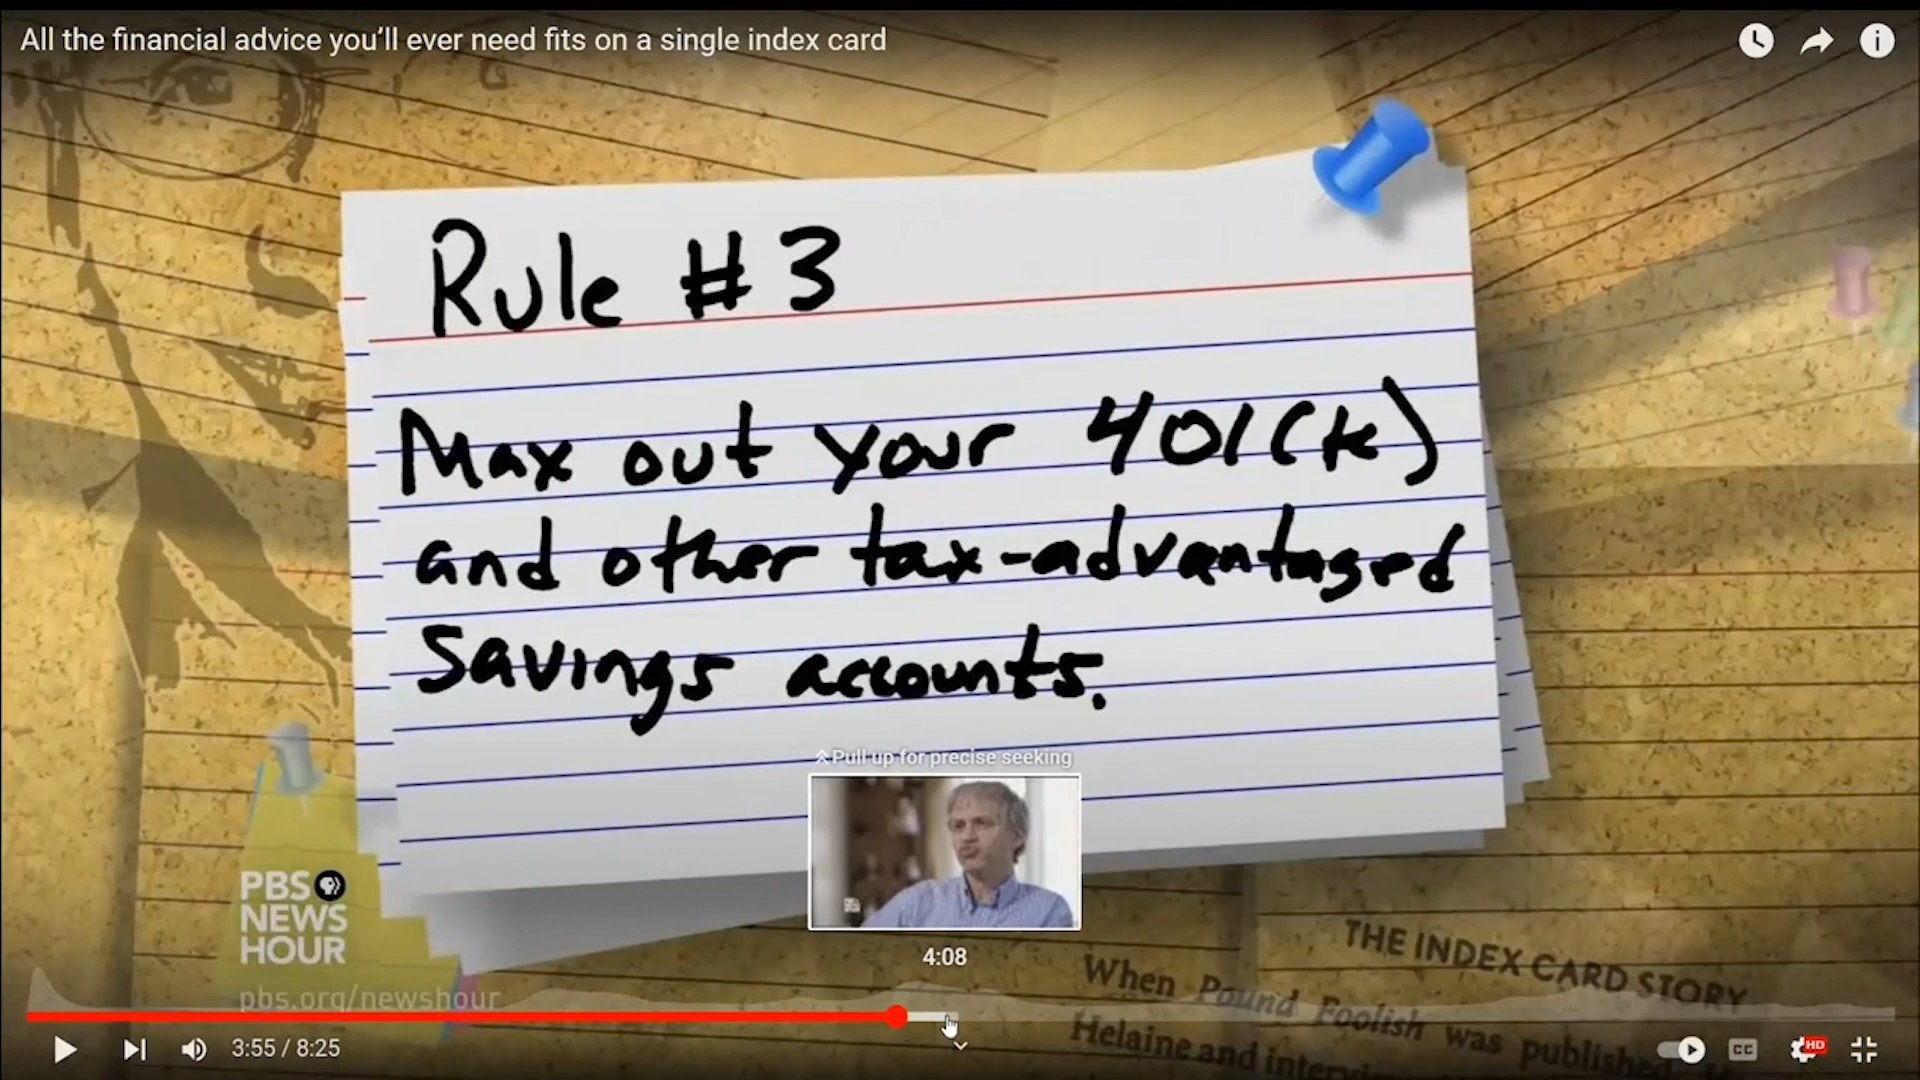 All the financial advice you'll ever need fits on a single index card
Rule #3
Max out your 401(k)
and other tax-advantaged
savings accounts.
Pull up for precise seeking
4:08
PBS
NEWS
HOUR
pbs.org/newshour
THE INDEX CARD STORY
When Pound Foolish was published
Helaine and
3:55 / 8:25
CC
HD